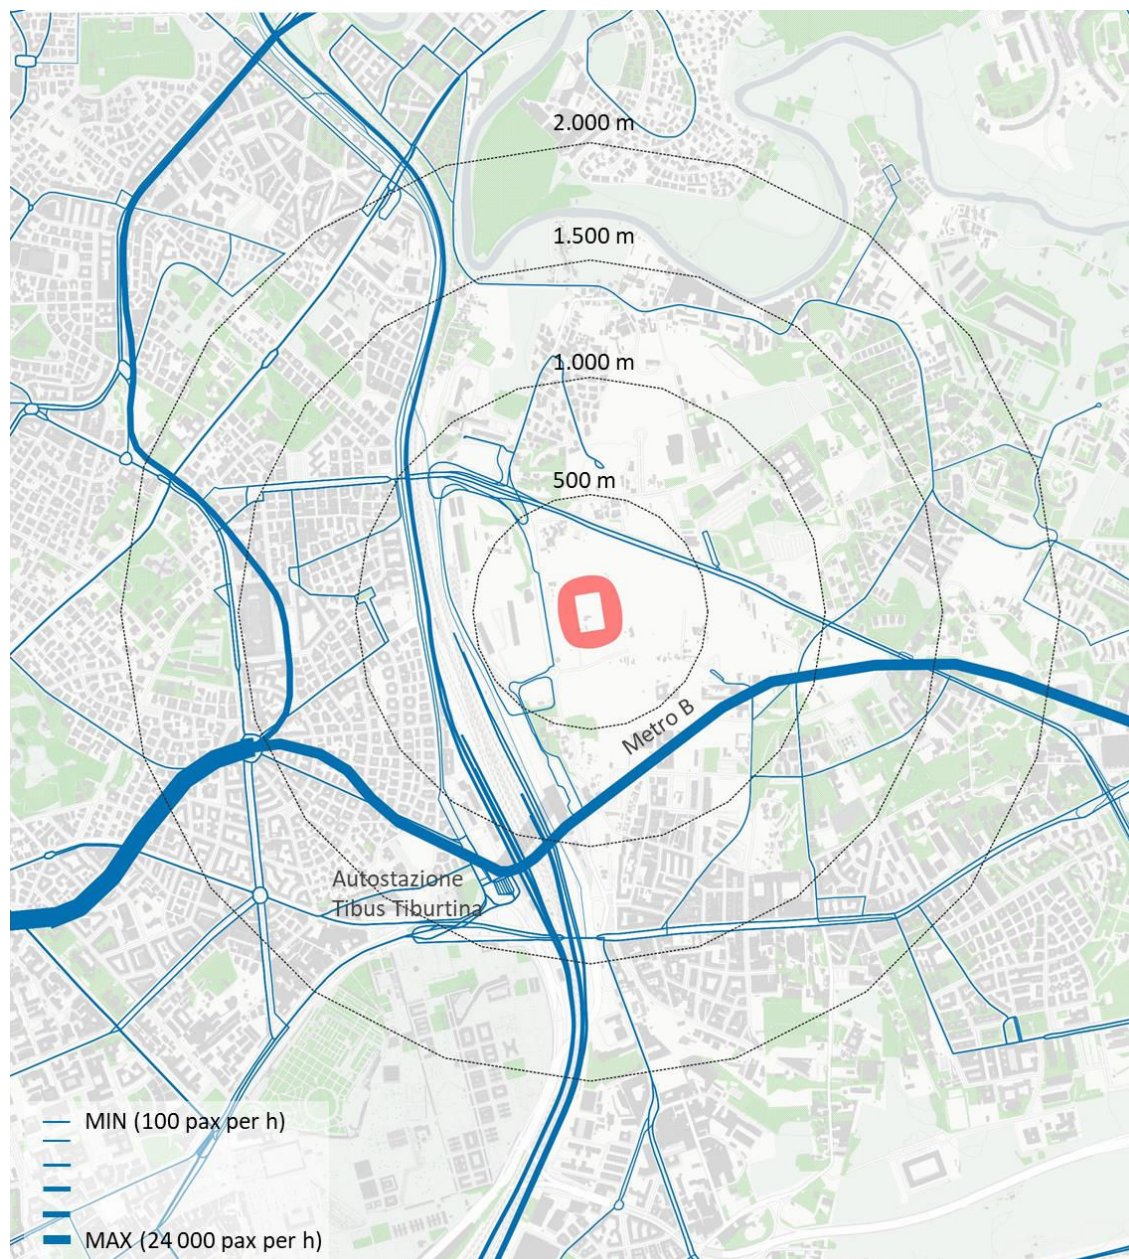 2.000 m
1.500 m
1.000 m
500 m
Metro B
Autostazione
Tibus Tiburtina
MIN (100 pax per h)
MAX (24 000 pax per h)